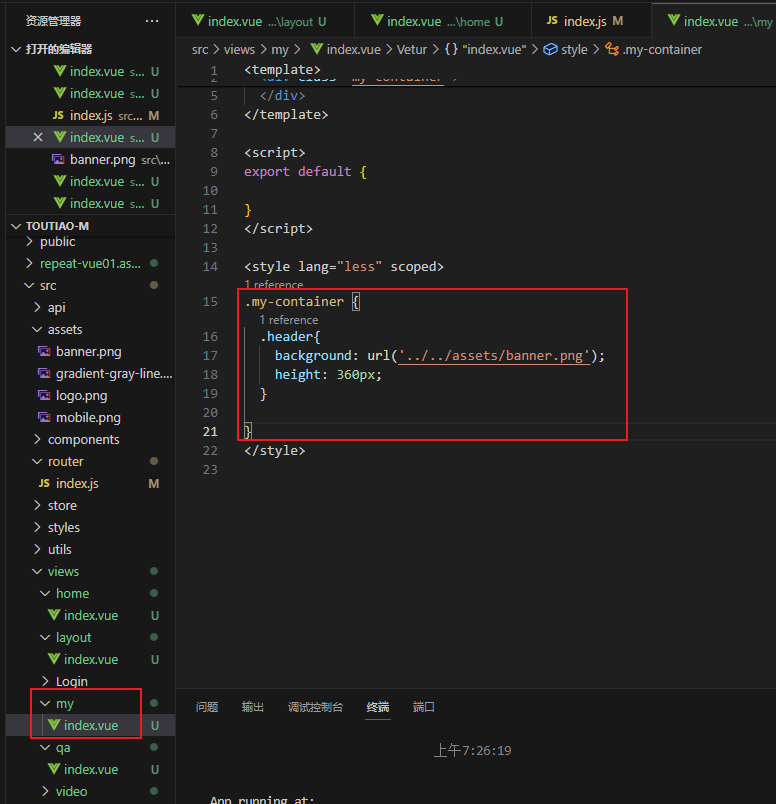 资源管理器 ···
打开的编辑器
index.vue s... U
index.vue s... U
JS index.js src... M
index.vue s... U
banner.png src\...
index.vue s... U
index.vue s... U
TOUTIAO-M
public
repeat-vue01.as...
src
api
assets
banner.png
gradient-gray-line....
logo.png
mobile.png
components
router
JS index.js M
store
styles
utils
views
home
index.vue U
layout
index.vue U
Login
my
index.vue U
qa
index.vue U
video
index.vue ...\layout U
index.vue ...\home U
JS index.js M
index.vue ...\my
src > views > my > index.vue > Vetur > {} "index.vue" > style > .my-container
1 <template>
2 <div class="my-container">
5 </div>
6 </template>
7
8 <script>
9 export default {
10
11 }
12 </script>
13
14 <style lang="less" scoped>
1 reference
15 .my-container {
1 reference
16 .header{
17 background: url('../../assets/banner.png');
18 height: 360px;
19 }
20
21 }
22 </style>
23
问题 输出 调试控制台 终端 端口
上午7:26:19
App running at: